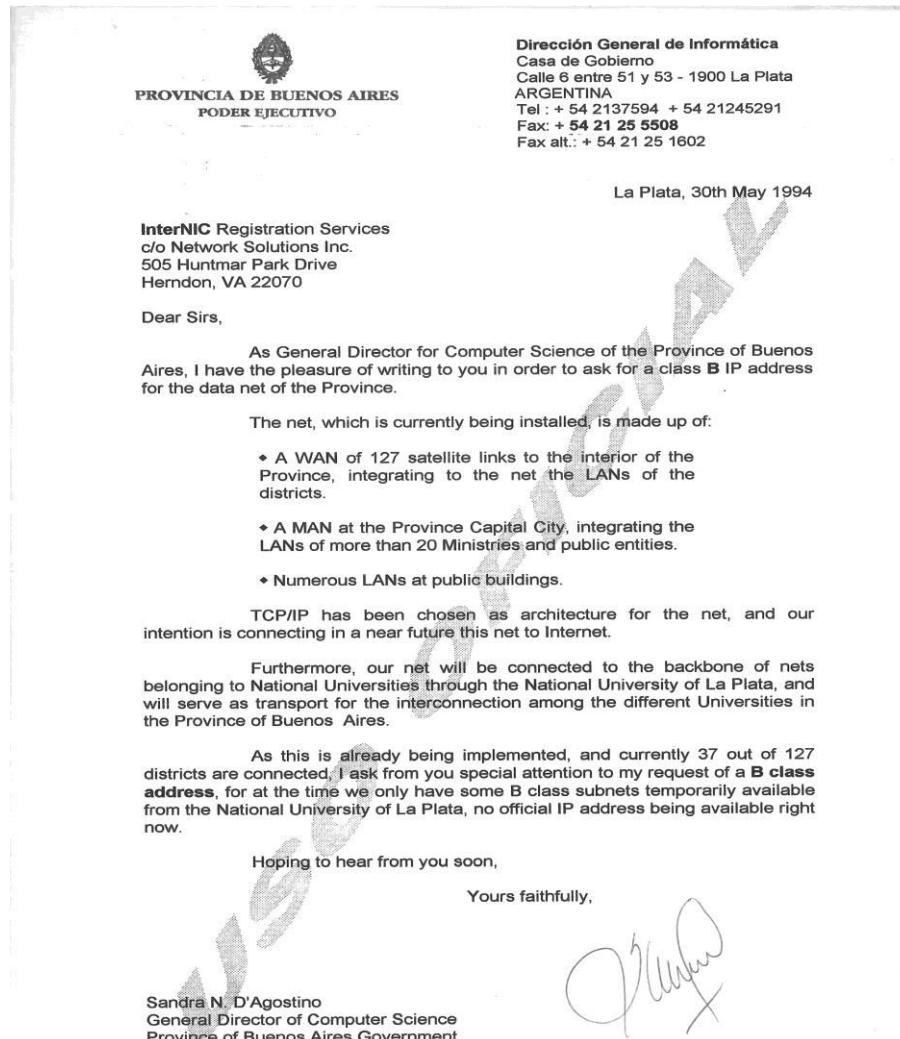 PROVINCIA DE BUENOS AIRES
PODER EJECUTIVO
Dirección General de Informática
Casa de Gobierno
Calle 6 entre 51 y 53 - 1900 La Plata
ARGENTINA
Tel : + 54 2137594 + 54 21245291
Fax: + 54 21 25 5508
Fax alt.: + 54 21 25 1602
La Plata, 30th May 1994
InterNIC Registration Services
c/o Network Solutions Inc.
505 Huntmar Park Drive
Herndon, VA 22070
Dear Sirs,
As General Director for Computer Science of the Province of Buenos
Aires, I have the pleasure of writing to you in order to ask for a class B IP address
for the data net of the Province.
The net, which is currently being installed, is made up of:
◆ A WAN of 127 satellite links to the interior of the
Province, integrating to the net the LANs of the
districts.
◆ A MAN at the Province Capital City, integrating the
LANs of more than 20 Ministries and public entities.
◆ Numerous LANs at public buildings.
TCP/IP has been chosen as architecture for the net, and our
intention is connecting in a near future this net to Internet.
Furthermore, our net will be connected to the backbone of nets
belonging to National Universities through the National University of La Plata, and
will serve as transport for the interconnection among the different Universities in
the Province of Buenos Aires.
As this is already being implemented, and currently 37 out of 127
districts are connected, I ask from you special attention to my request of a B class
address, for at the time we only have some B class subnets temporarily available
from the National University of La Plata, no official IP address being available right
now.
Hoping to hear from you soon,
Yours faithfully,
Sandra N. D'Agostino
General Director of Computer Science
Province of Buenos Aires Government
USO OFICIAL